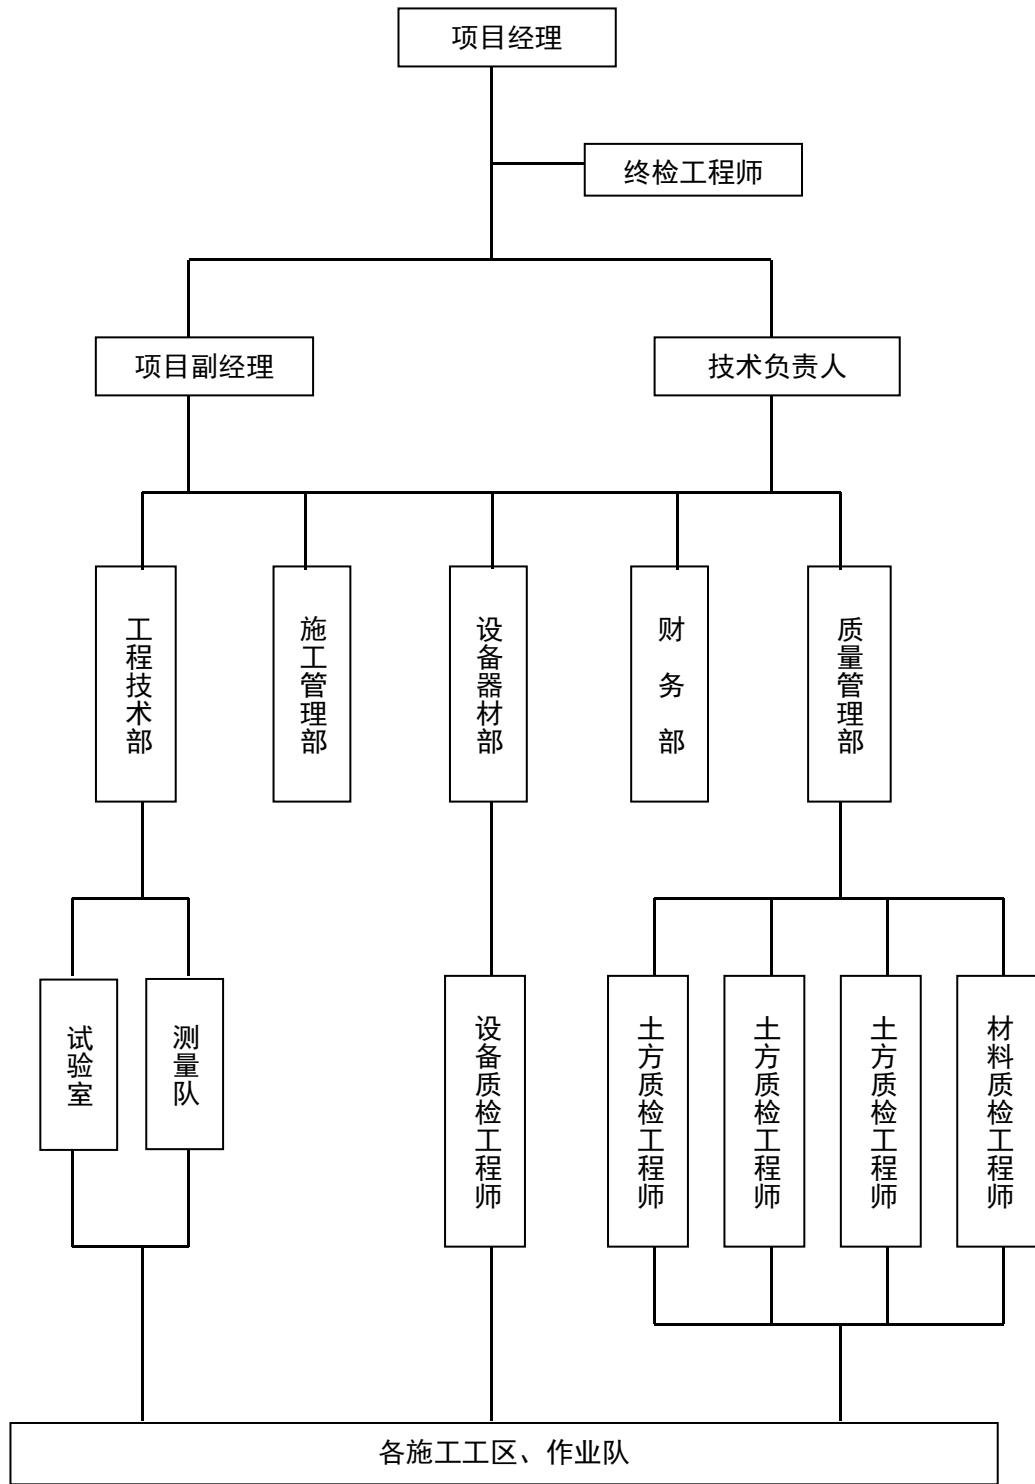 项目经理
终检工程师
项目副经理
技术负责人
工程技术部
施工管理部
设备器材部
财务部
质量管理部
试验室
测量队
设备质检工程师
土方质检工程师
土方质检工程师
土方质检工程师
材料质检工程师
各施工工区、作业队